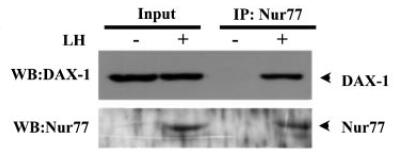 Input IP: Nur77
LH - + - +
WB:DAX-1 DAX-1
WB:Nur77 Nur77